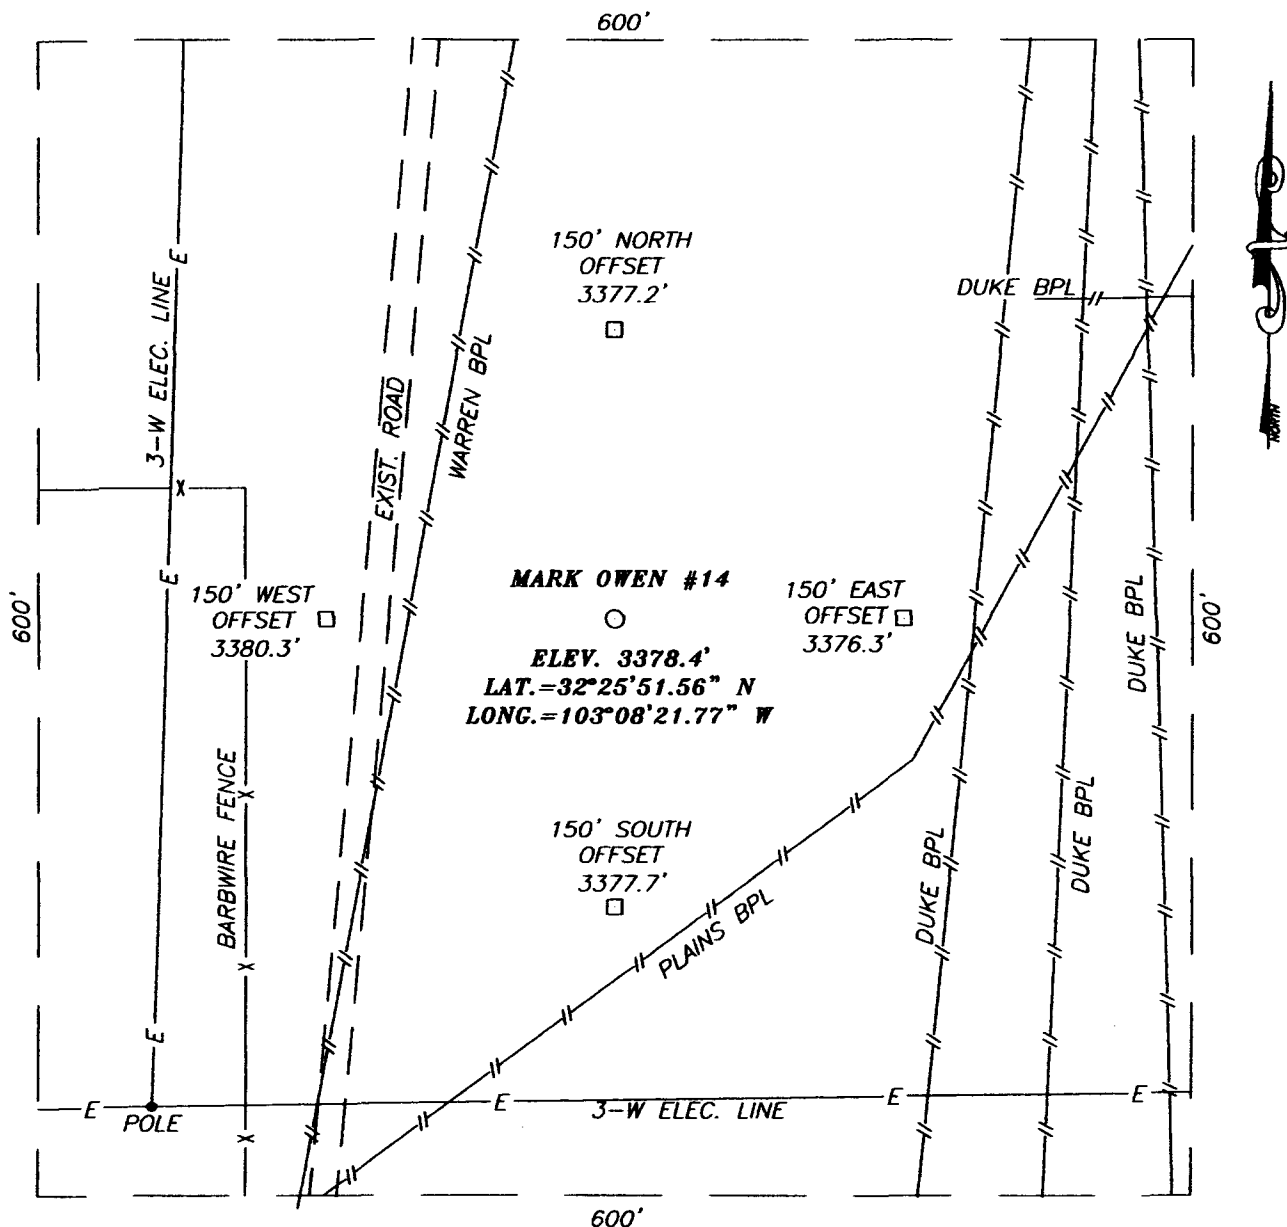 600'
150' NORTH
OFFSET
3377.2'
DUKE BPL
3-W ELEC. LINE
E
EXIST. ROAD
WARREN BPL
NORTH
X
E
600'
150' WEST
OFFSET
3380.3'
MARK OWEN #14
ELEV. 3378.4'
LAT.=32°25'51.56" N
LONG.=103°08'21.77" W
150' EAST
OFFSET
3376.3'
DUKE BPL
600'
BARBWIRE FENCE
X
X
150' SOUTH
OFFSET
3377.7'
PLAINS BPL
DUKE BPL
DUKE BPL
E
E
POLE
X
E
3-W ELEC. LINE
E
E
600'